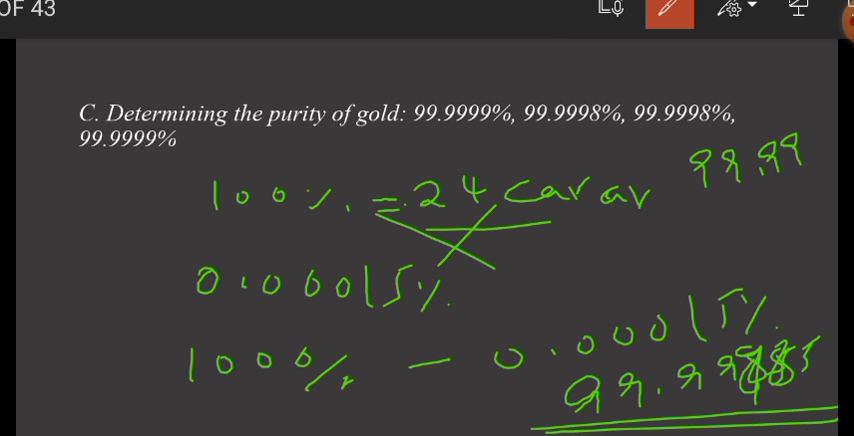 OF 43
C. Determining the purity of gold: 99.9999%, 99.9998%, 99.9998%,
99.9999%
99.99
100%. = 24 carar
0.00015%.
100% - 0.00015%.